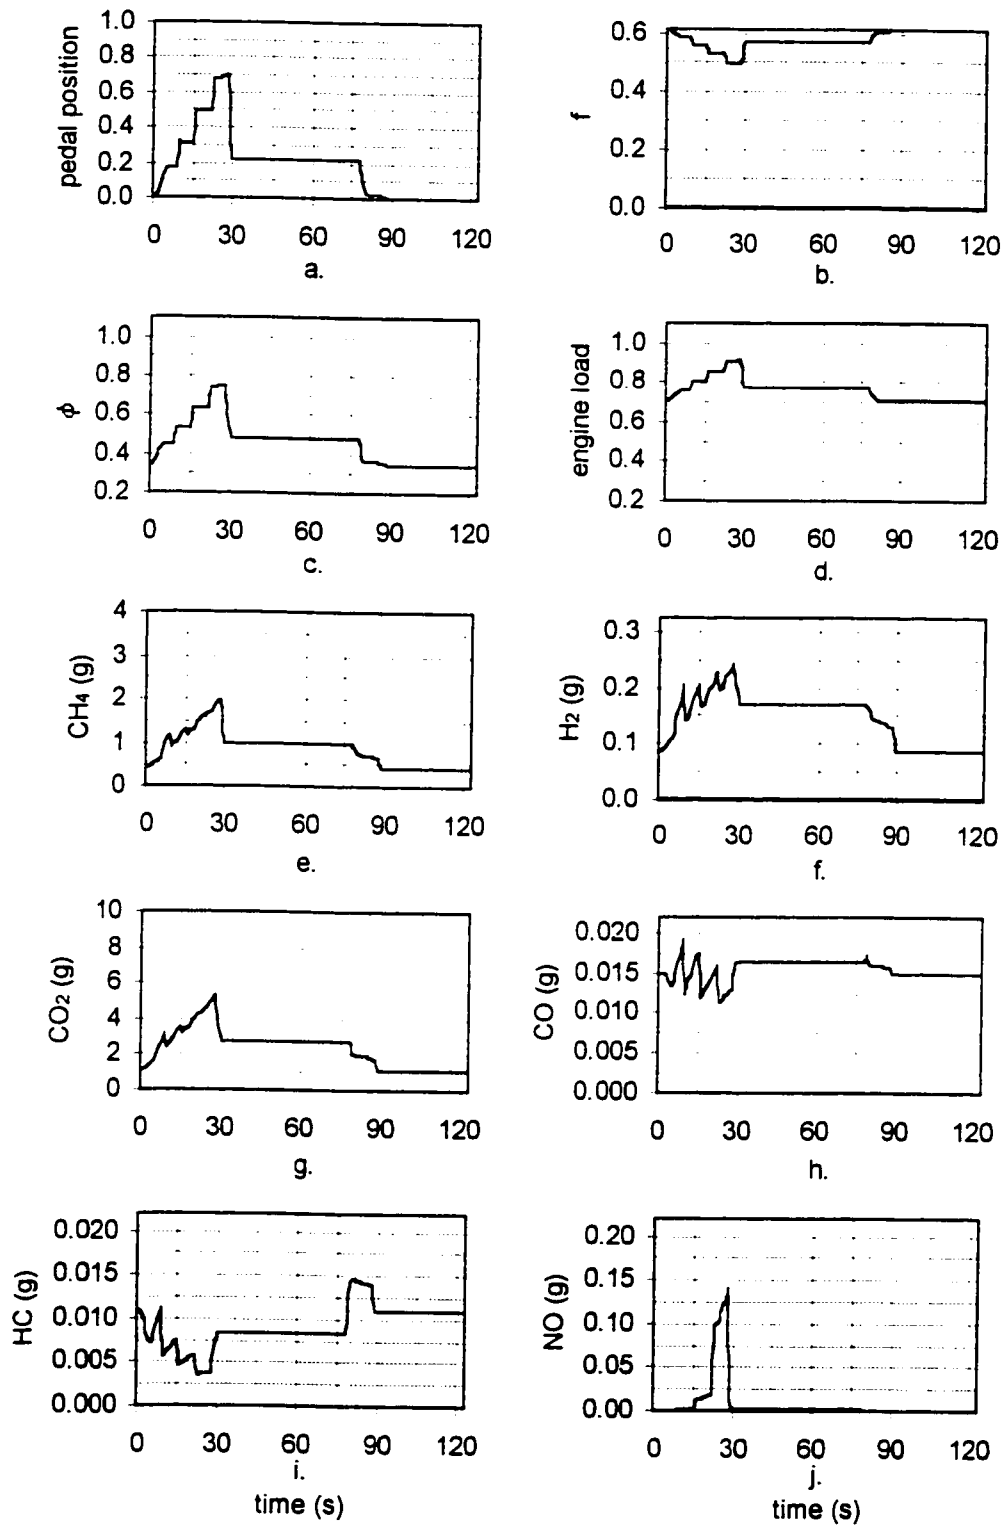 pedal position
1.0
0.8
0.6
0.4
0.2
0.0
0 30 60 90 120
a.
f
0.6
0.4
0.2
0.0
0 30 60 90 120
b.
ϕ
1.0
0.8
0.6
0.4
0.2
0 30 60 90 120
c.
engine load
1.0
0.8
0.6
0.4
0.2
0 30 60 90 120
d.
CH4 (g)
4
3
2
1
0
0 30 60 90 120
e.
H2 (g)
0.3
0.2
0.1
0.0
0 30 60 90 120
f.
CO2 (g)
10
8
6
4
2
0
0 30 60 90 120
g.
CO (g)
0.020
0.015
0.010
0.005
0.000
0 30 60 90 120
h.
HC (g)
0.020
0.015
0.010
0.005
0.000
0 30 60 90 120
i.
time (s)
NO (g)
0.20
0.15
0.10
0.05
0.00
0 30 60 90 120
j.
time (s)